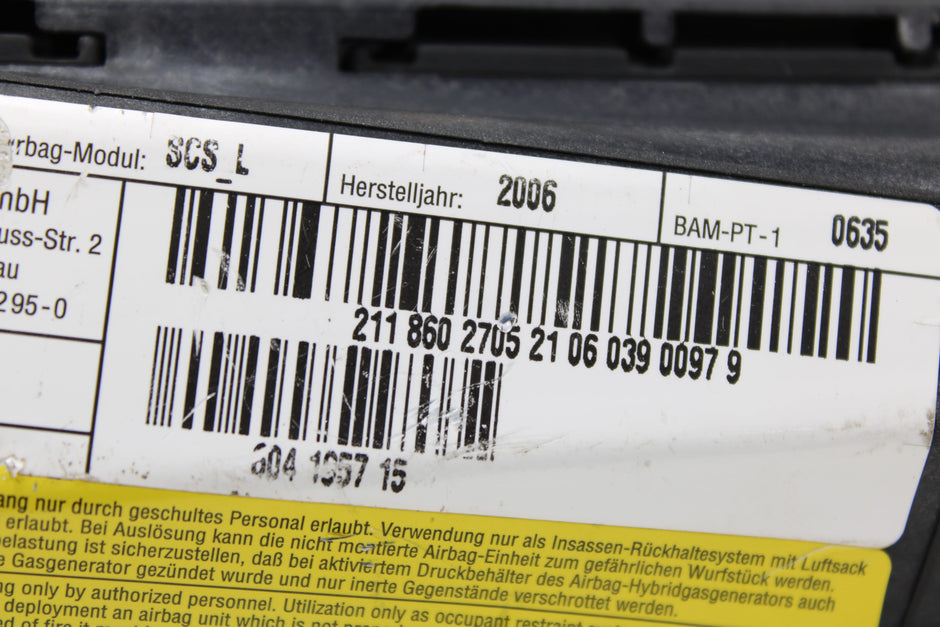 Airbag-Modul: SCS_L
Herstelljahr: 2006
BAM-PT-1 0635
mbH
uss-Str. 2
au
295-0
211 860 2705 21 06 039 0097 9
604 1967 15
ang nur durch geschultes Personal erlaubt. Verwendung nur als Insassen-Rückhaltesystem mit Luftsack
erlaubt. Bei Auslösung kann die nicht montierte Airbag-Einheit zum gefährlichen Wurfstück werden.
belastung ist sicherzustellen, daß bei aktiviertem Druckbehälter des Airbag-Hybridgasgenerators auch
e Gasgenerator gezündet wurde und nur inerte Gegenstände verschrottet werden.
ng only by authorized personnel. Utilization only as occupant restraint
deployment an airbag unit which is not